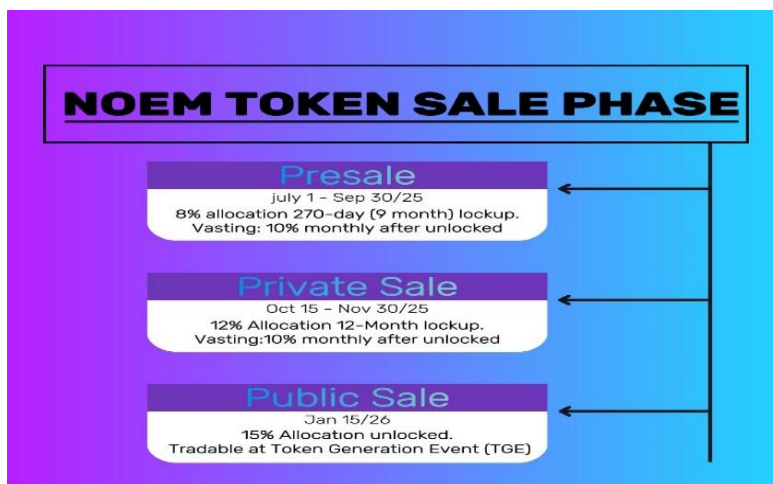 NOEM TOKEN SALE PHASE
Presale
july 1 - Sep 30/25
8% allocation 270-day (9 month) lockup.
Vasting: 10% monthly after unlocked
Private Sale
Oct 15 - Nov 30/25
12% Allocation 12-Month lockup.
Vasting:10% monthly after unlocked
Public Sale
Jan 15/26
15% Allocation unlocked.
Tradable at Token Generation Event (TGE)